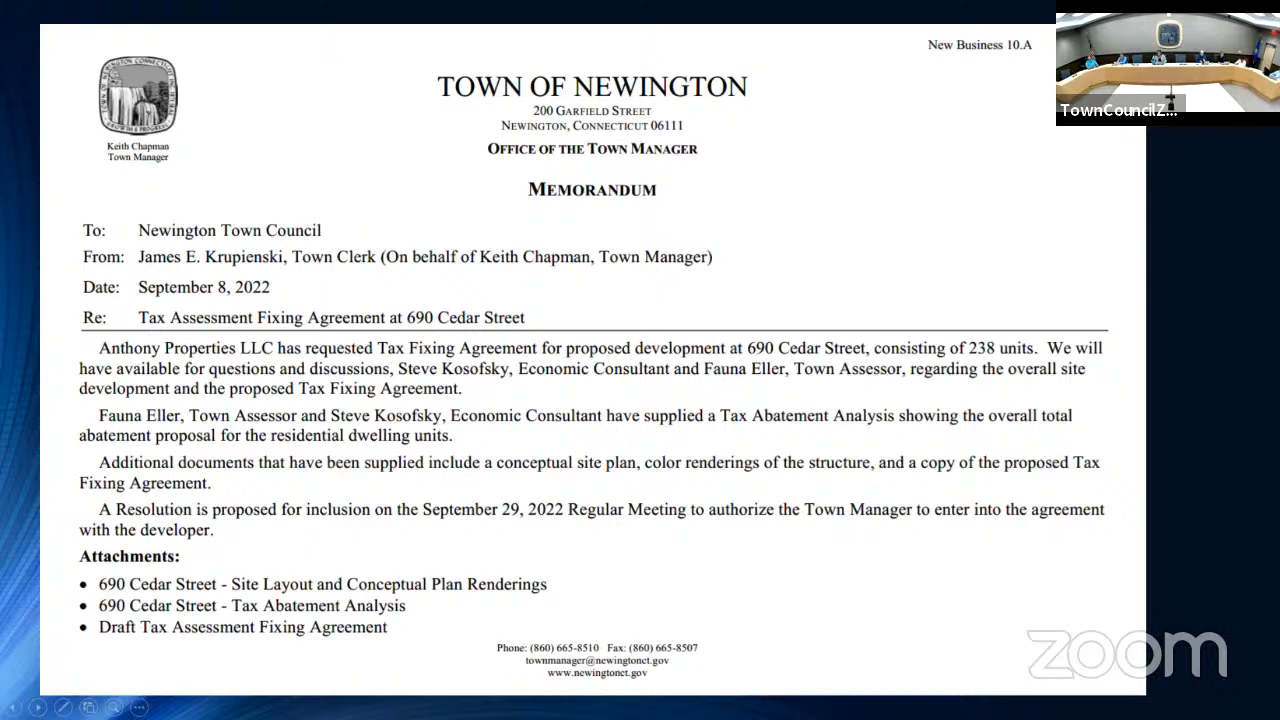 New Business 10.A
TOWN OF NEWINGTON
200 GARFIELD STREET
NEWINGTON, CONNECTICUT 06111
OFFICE OF THE TOWN MANAGER
Keith Chapman
Town Manager
MEMORANDUM
To: Newington Town Council
From: James E. Krupienski, Town Clerk (On behalf of Keith Chapman, Town Manager)
Date: September 8, 2022
Re: Tax Assessment Fixing Agreement at 690 Cedar Street
Anthony Properties LLC has requested Tax Fixing Agreement for proposed development at 690 Cedar Street, consisting of 238 units. We will
have available for questions and discussions, Steve Kosofsky, Economic Consultant and Fauna Eller, Town Assessor, regarding the overall site
development and the proposed Tax Fixing Agreement.
Fauna Eller, Town Assessor and Steve Kosofsky, Economic Consultant have supplied a Tax Abatement Analysis showing the overall total
abatement proposal for the residential dwelling units.
Additional documents that have been supplied include a conceptual site plan, color renderings of the structure, and a copy of the proposed Tax
Fixing Agreement.
A Resolution is proposed for inclusion on the September 29, 2022 Regular Meeting to authorize the Town Manager to enter into the agreement
with the developer.
Attachments:
• 690 Cedar Street - Site Layout and Conceptual Plan Renderings
• 690 Cedar Street - Tax Abatement Analysis
• Draft Tax Assessment Fixing Agreement
Phone: (860) 665-8510 Fax: (860) 665-8507
townmanager@newingtonct.gov
www.newingtonct.gov
TownCouncilZ...
zoom